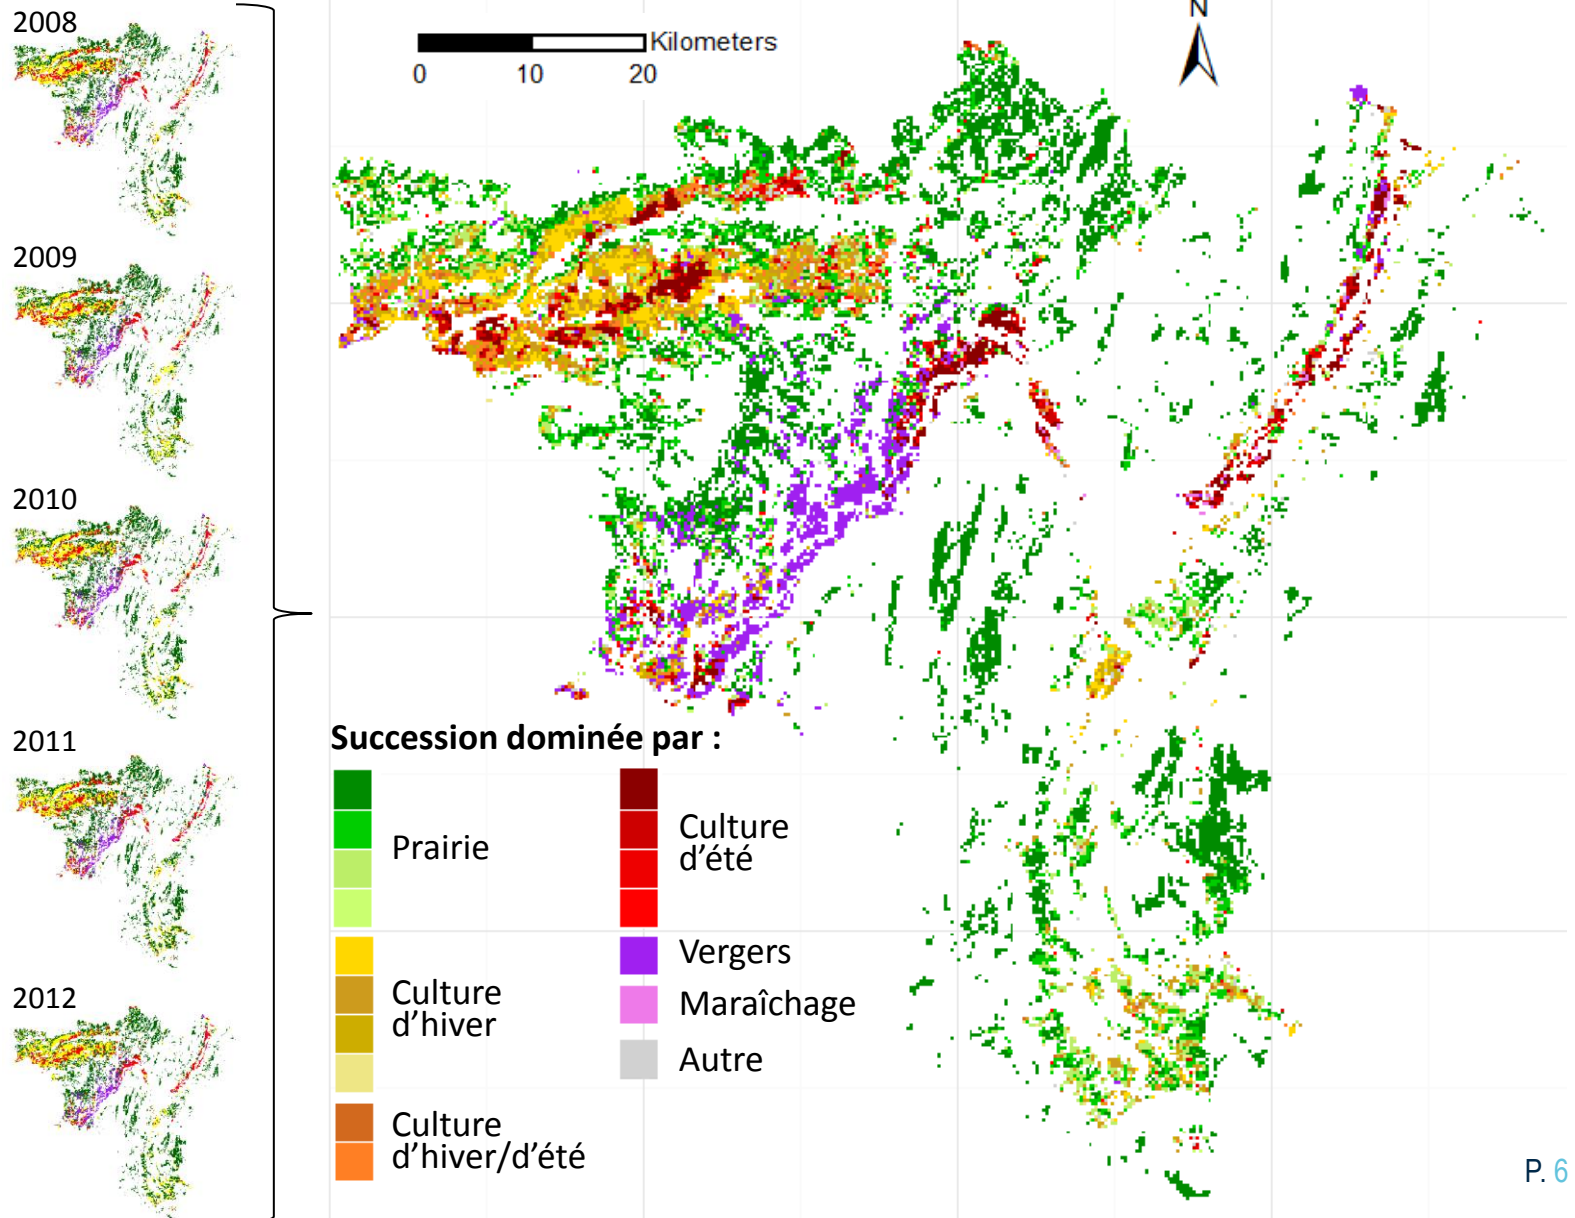 2008
2009
2010
2011
2012
Kilometers
0 10 20
N
Succession dominée par :
Prairie
Culture
d'hiver
Culture
d'hiver/d'été
Culture
d'été
Vergers
Maraîchage
Autre
P. 6